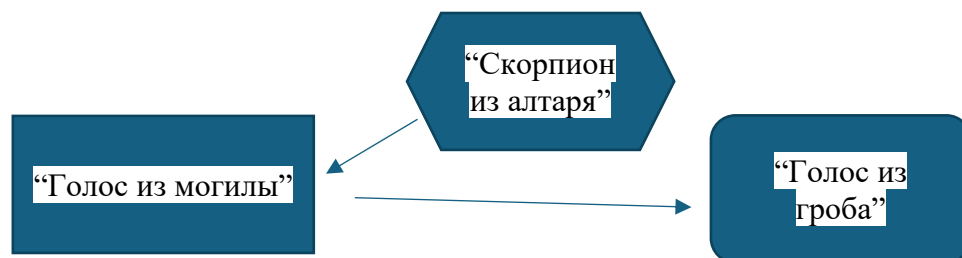 “Скорпион
из алтаря”
“Голос из могилы”
“Голос из
гроба”